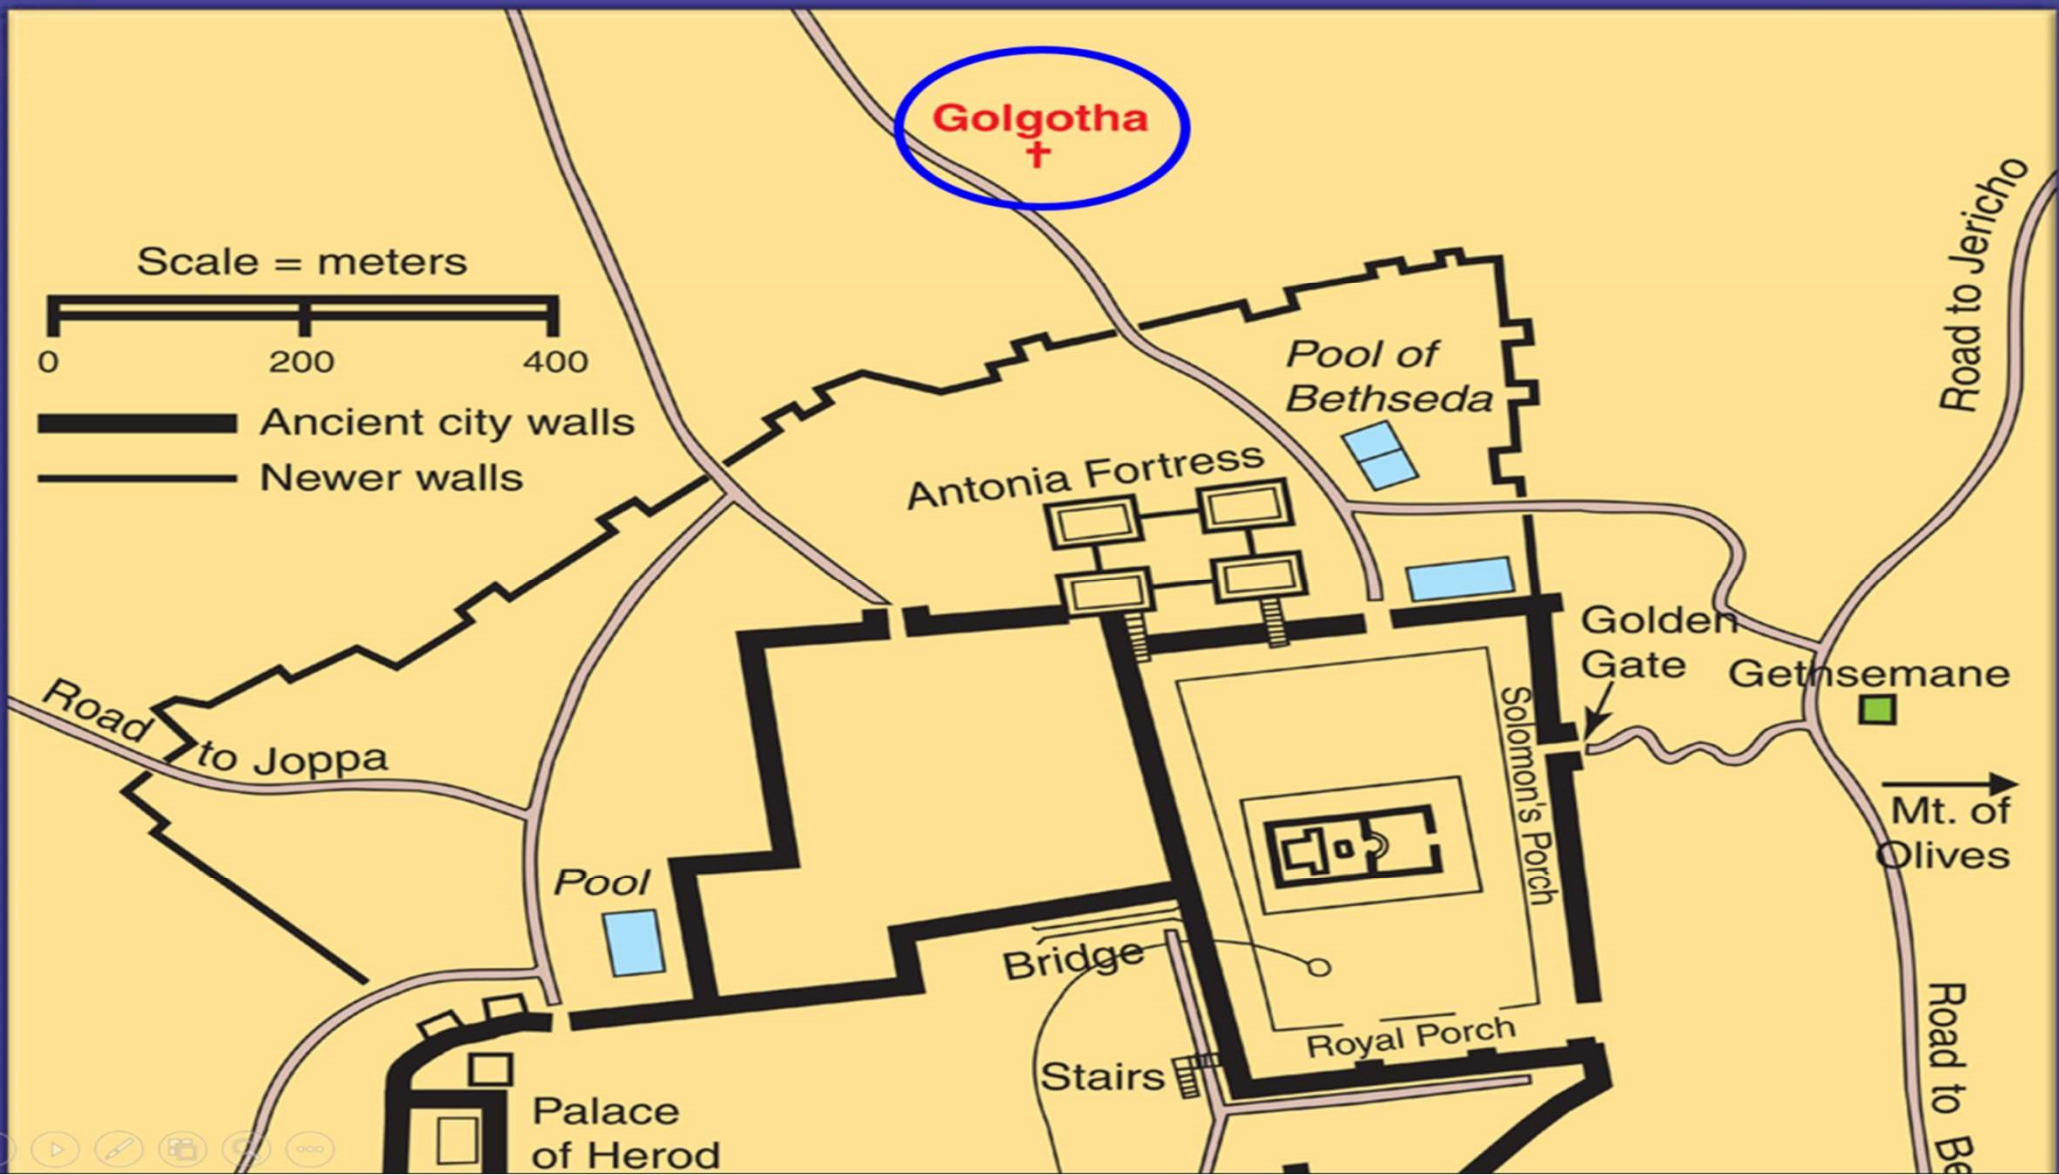 Golgotha
Scale = meters
0 200 400
Ancient city walls
Newer walls
Road to Jericho
Pool of
Bethseda
Antonia Fortress
Golden
Gate
Gethsemane
Road to Joppa
Solomon's Porch
Mt. of
Olives
Pool
Bridge
Royal Porch
Stairs
Road to Be
Palace
of Herod